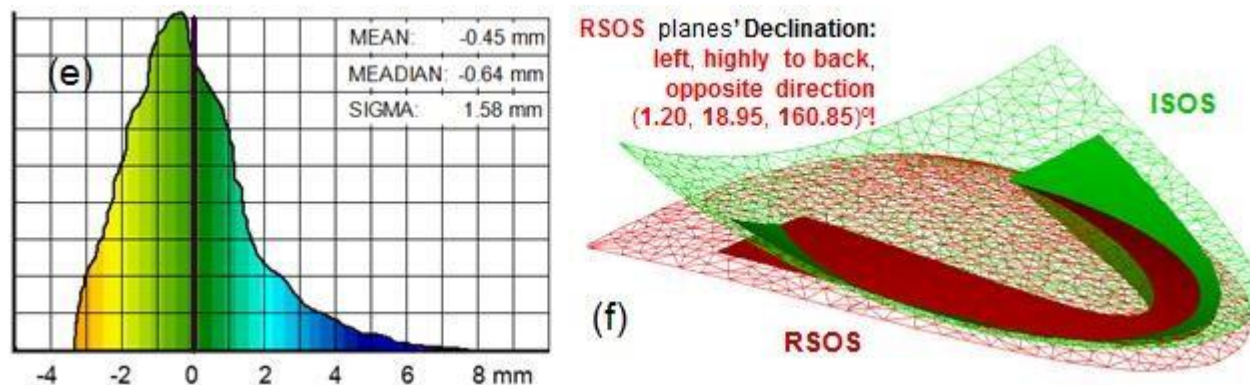 (e)
MEAN: -0.45 mm
MEADIAN: -0.64 mm
SIGMA: 1.58 mm
-4 -2 0 2 4 6 8 mm
RSOS planes' Declination:
left, highly to back,
opposite direction
(1.20, 18.95, 160.85)º!
ISOS
(f)
RSOS